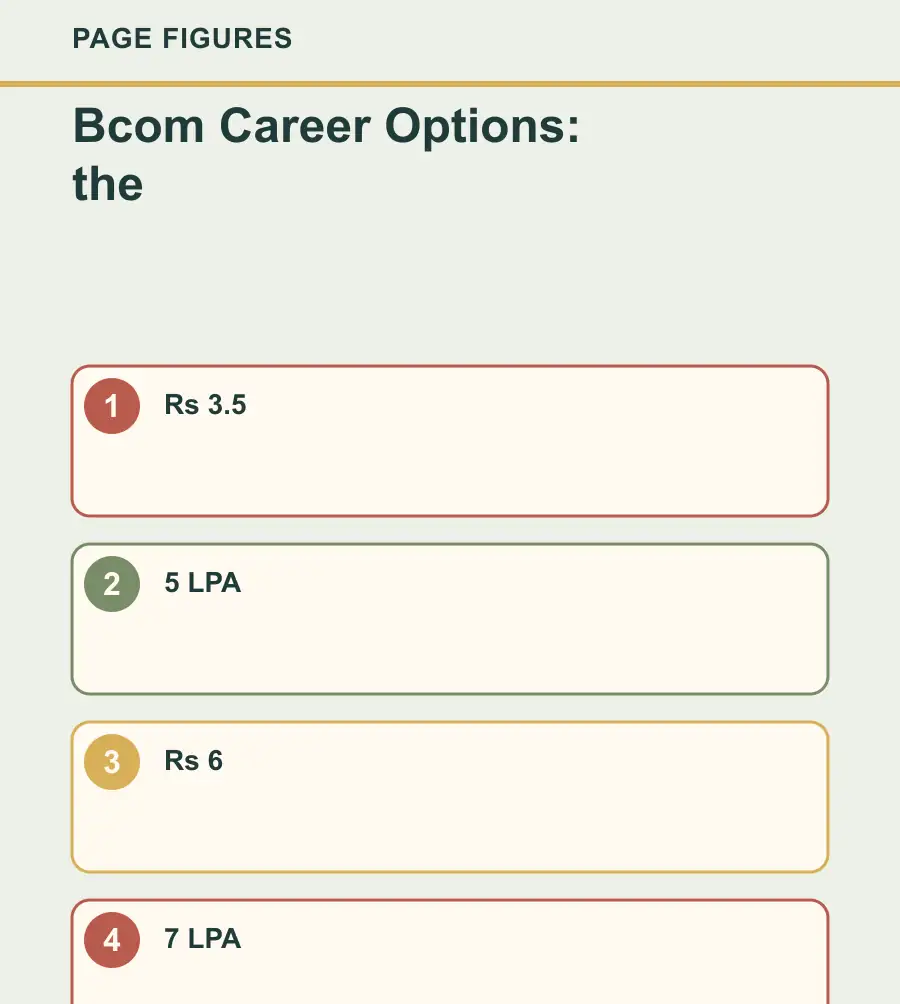 PAGE FIGURES
Bcom Career Options:
the
1 Rs 3.5
2 5 LPA
3 Rs 6
4 7 LPA